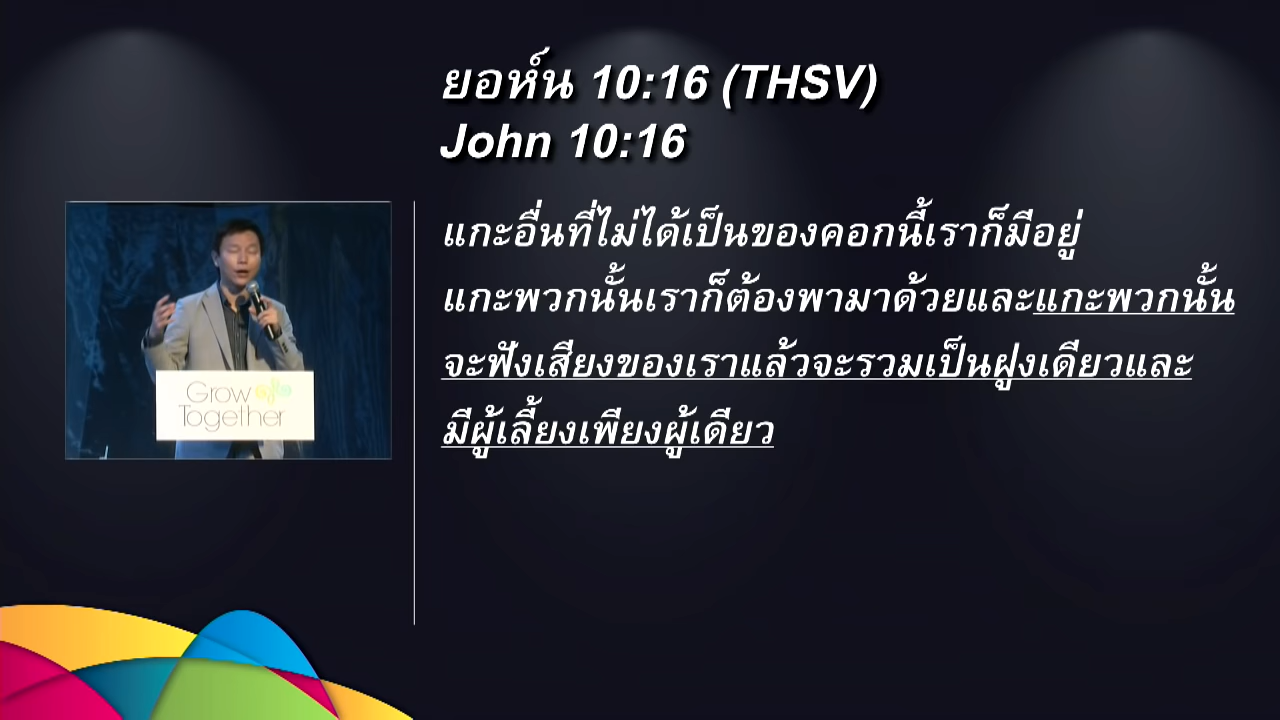 ยอห์น 10:16 (THSV)
John 10:16
แกะอื่นที่ไม่ได้เป็นของคอกนี้เราก็มีอยู่
แกะพวกนั้นเราก็ต้องพามาด้วยและแกะพวกนั้น
จะฟังเสียงของเราแล้วจะรวมเป็นฝูงเดียวและ
มีผู้เลี้ยงเพียงผู้เดียว
Grow
Together